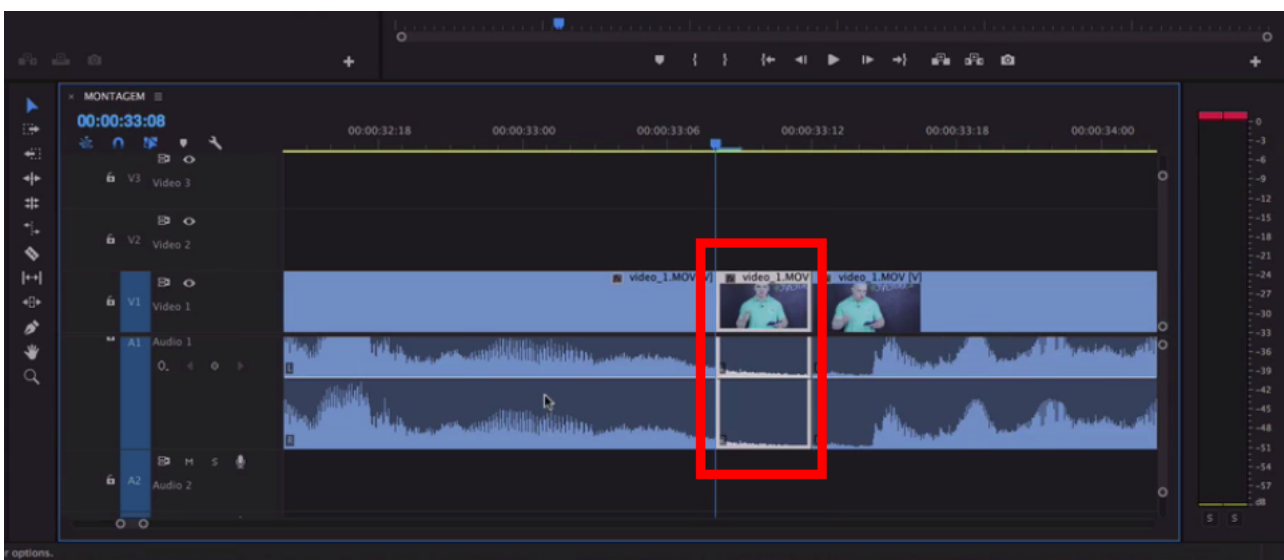 × MONTAGEM ≡
00:00:33:08
00:00:32:18 00:00:33:00 00:00:33:06 00:00:33:12 00:00:33:18 00:00:34:00
V3 Video 3
V2 Video 2
video_1.MOV [V] video_1.MOV video_1.MOV [V]
V1 Video 1
A1 Audio 1
L
R
M S
A2 Audio 2
0
-3
-6
-9
-12
-15
-18
-21
-24
-27
-30
-33
-36
-39
-42
-45
-48
-51
-54
-57
dB
S S
r options.